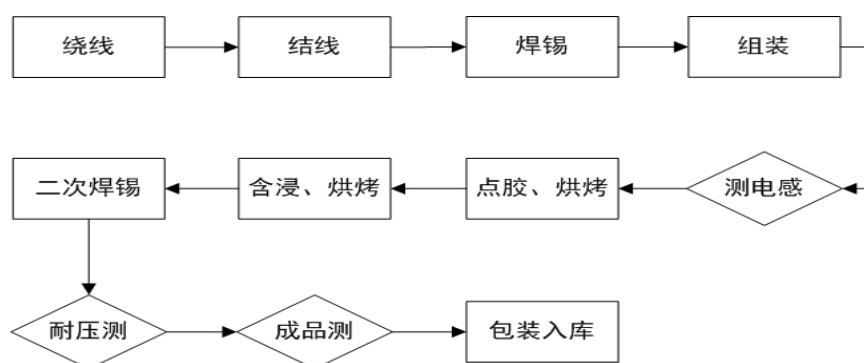 绕线
结线
焊锡
组装
测电感
点胶、烘烤
含浸、烘烤
二次焊锡
耐压测
成品测
包装入库